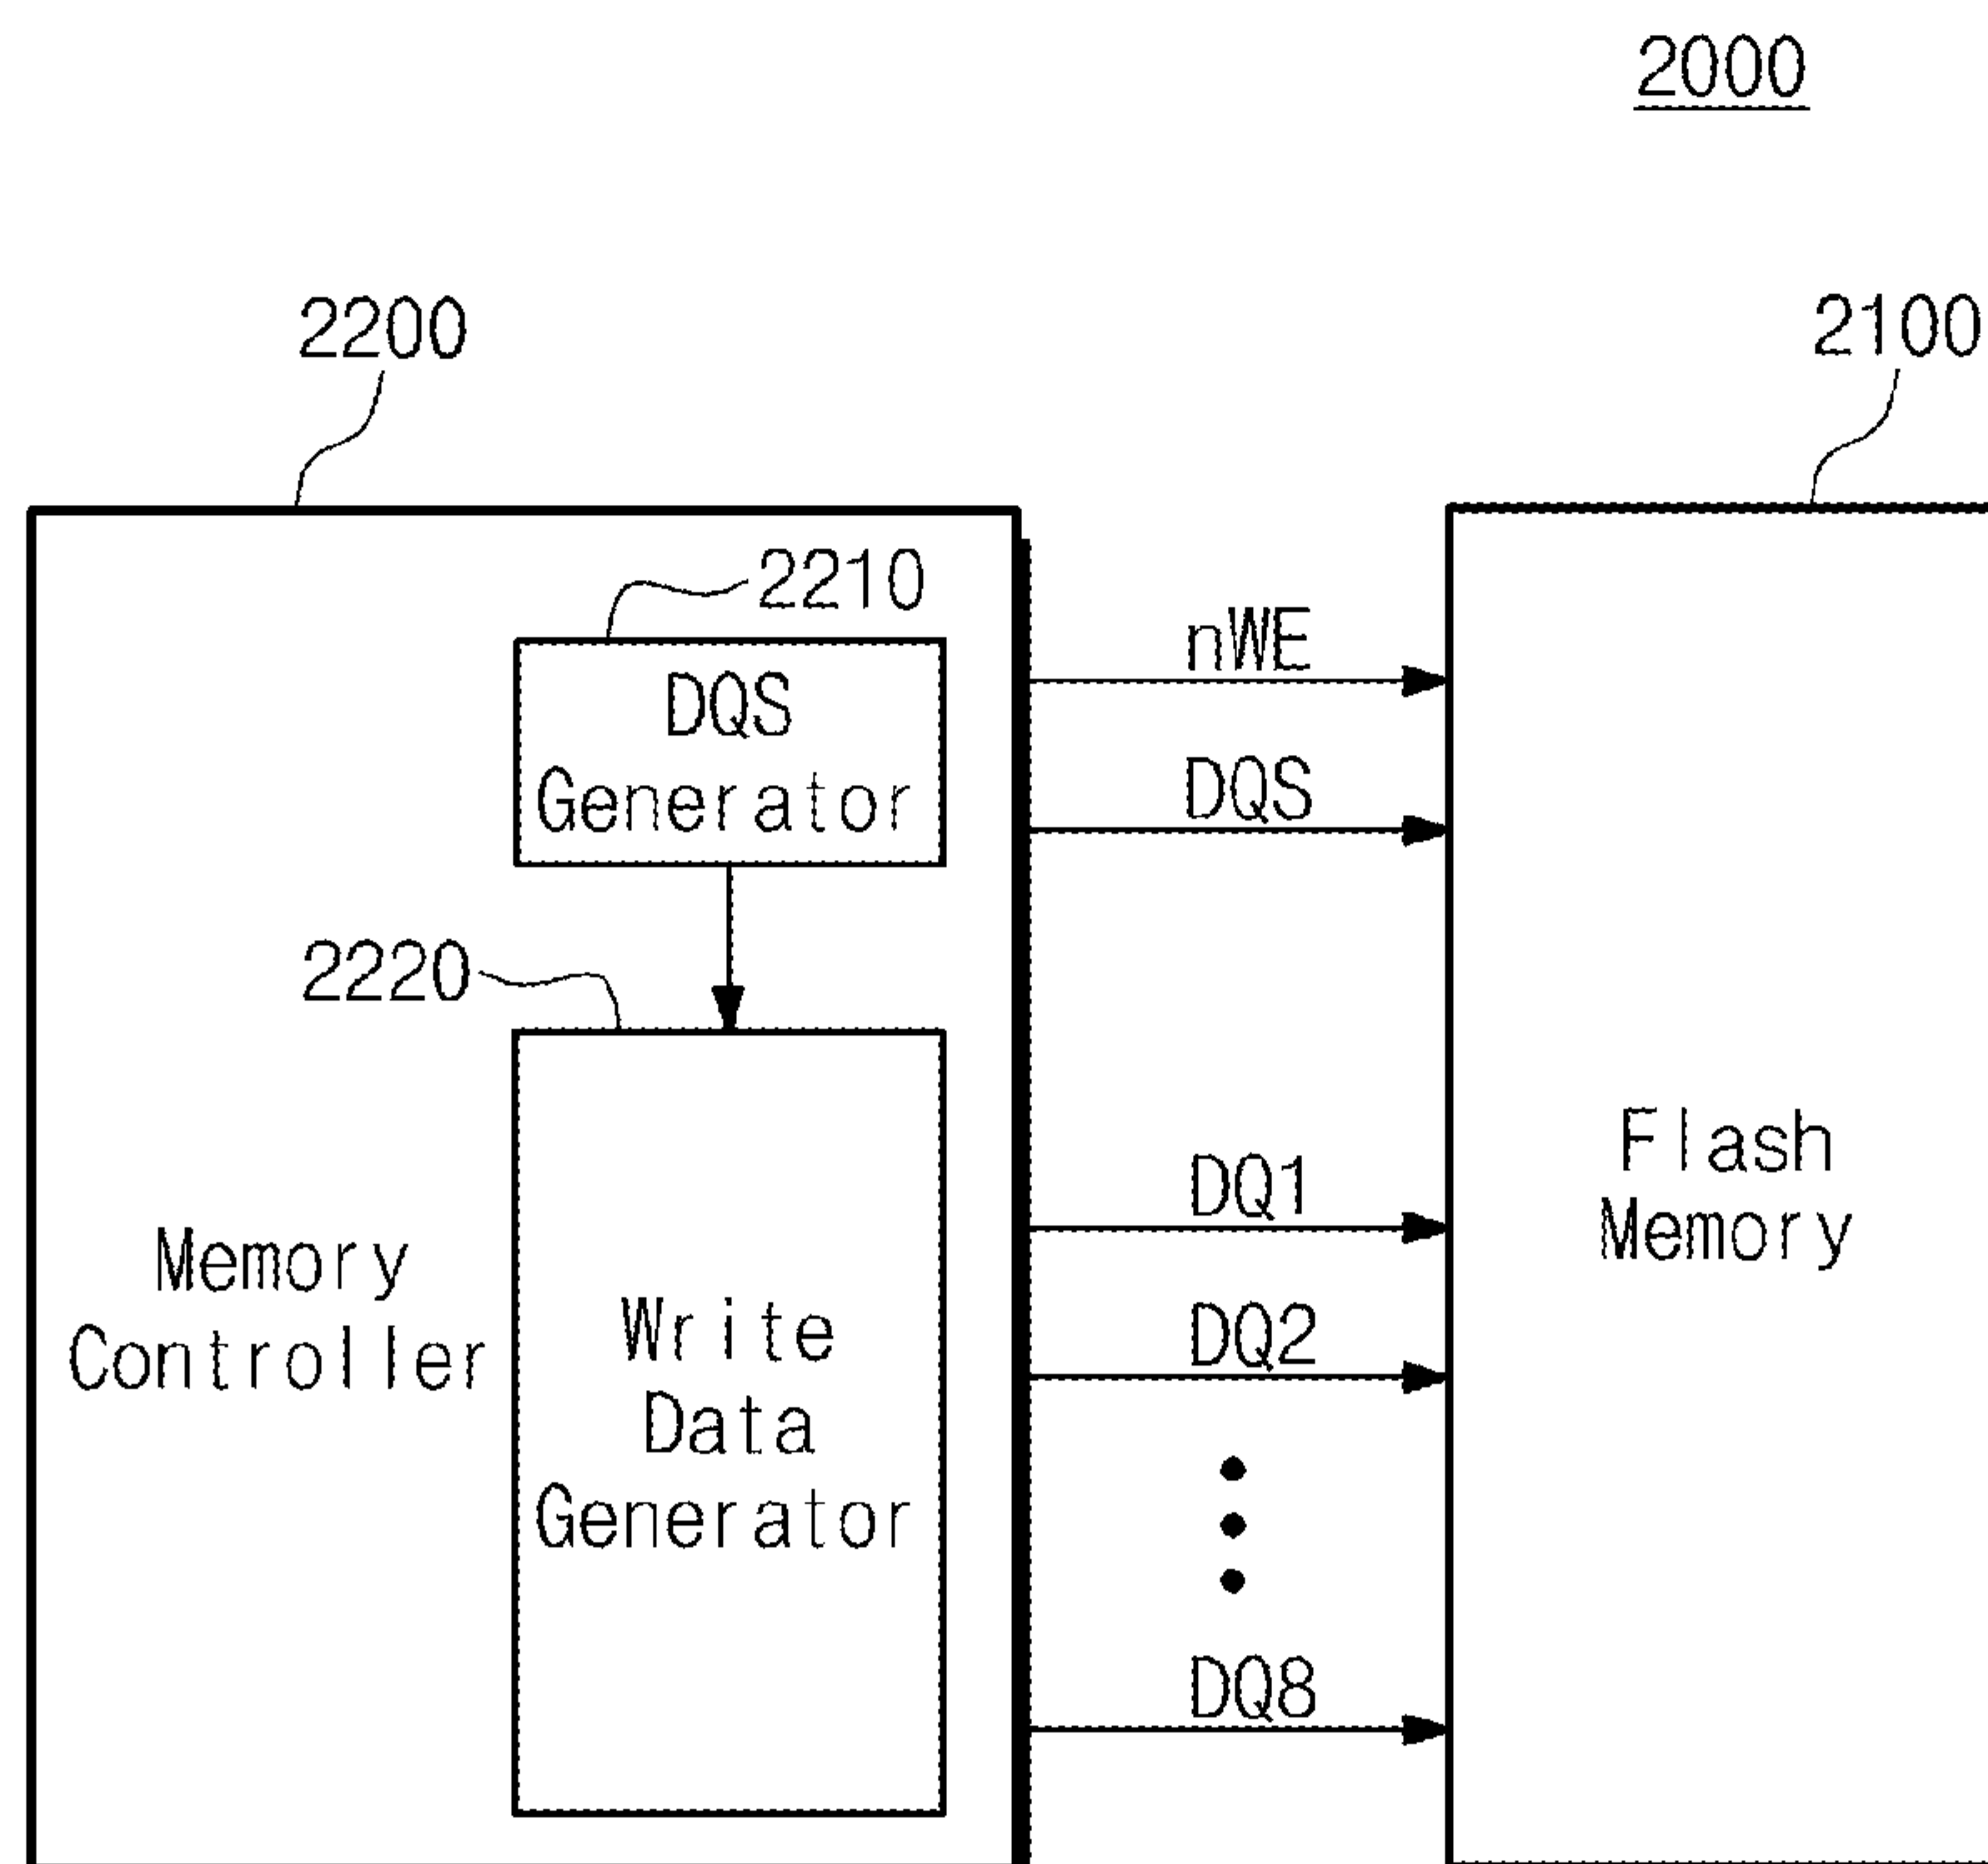 2000
2200
2100
2210
DQS
Generator
nWE
DQS
2220
DQ1
DQ2
DQ8
Memory
Controller
Write
Data
Generator
Flash
Memory